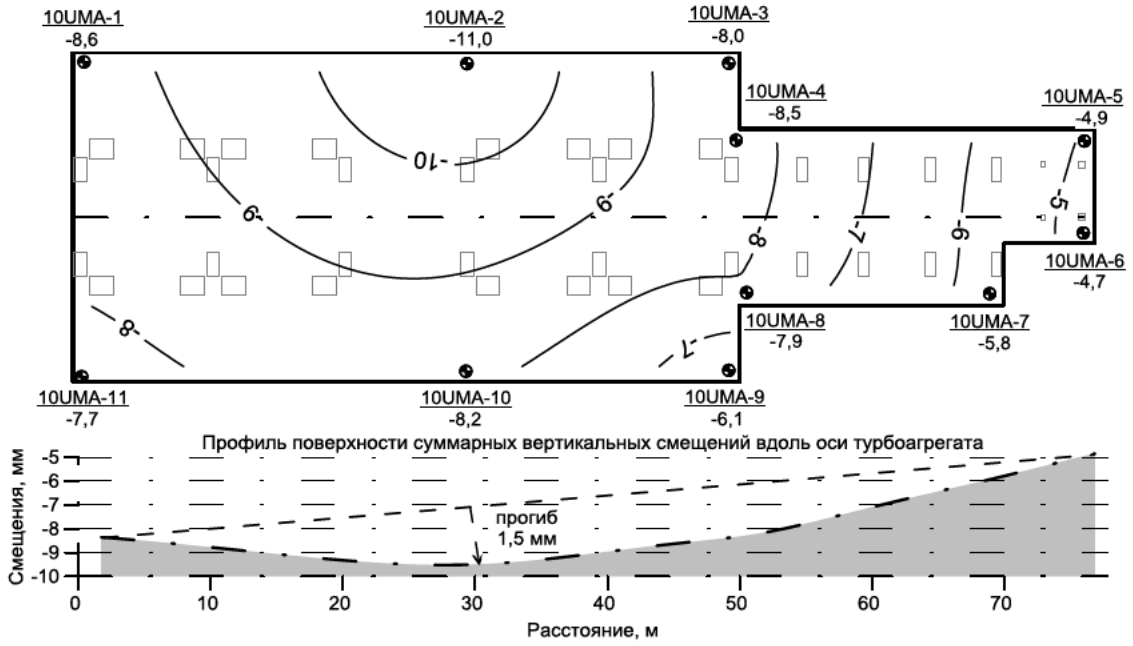 10UMA-1
-8,6
10UMA-2
-11,0
10UMA-3
-8,0
10UMA-4
-8,5
10UMA-5
-4,9
-10
-9
-9
-8
-7
-6
-5
-8
-7
10UMA-6
-4,7
10UMA-8
-7,9
10UMA-7
-5,8
10UMA-11
-7,7
10UMA-10
-8,2
10UMA-9
-6,1
Профиль поверхности суммарных вертикальных смещений вдоль оси турбоагрегата
Смещения, мм
-5
-6
-7
-8
-9
-10
прогиб
1,5 мм
0 10 20 30 40 50 60 70
Расстояние, м